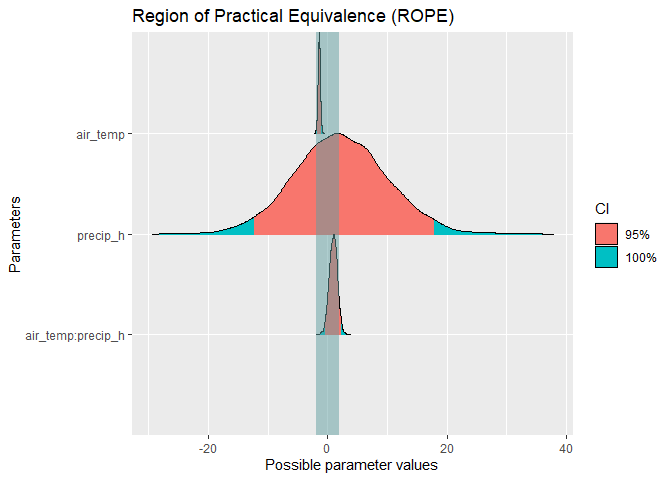 Region of Practical Equivalence (ROPE)
air_temp
precip_h
air_temp:precip_h
Parameters
-20
0
20
40
Possible parameter values
CI
95%
100%